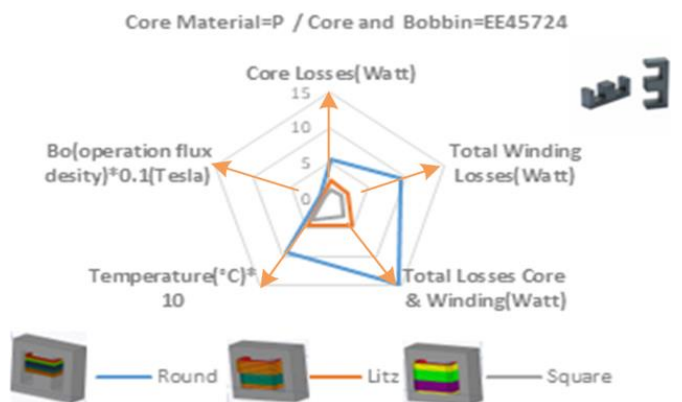 Core Material=P / Core and Bobbin=EE45724
Core Losses(Watt)
15
10
5
0
Bo(operation flux
desity)*0.1(Tesla)
Total Winding
Losses(Watt)
Temperature(°C)*
10
Total Losses Core
& Winding(Watt)
Round
Litz
Square